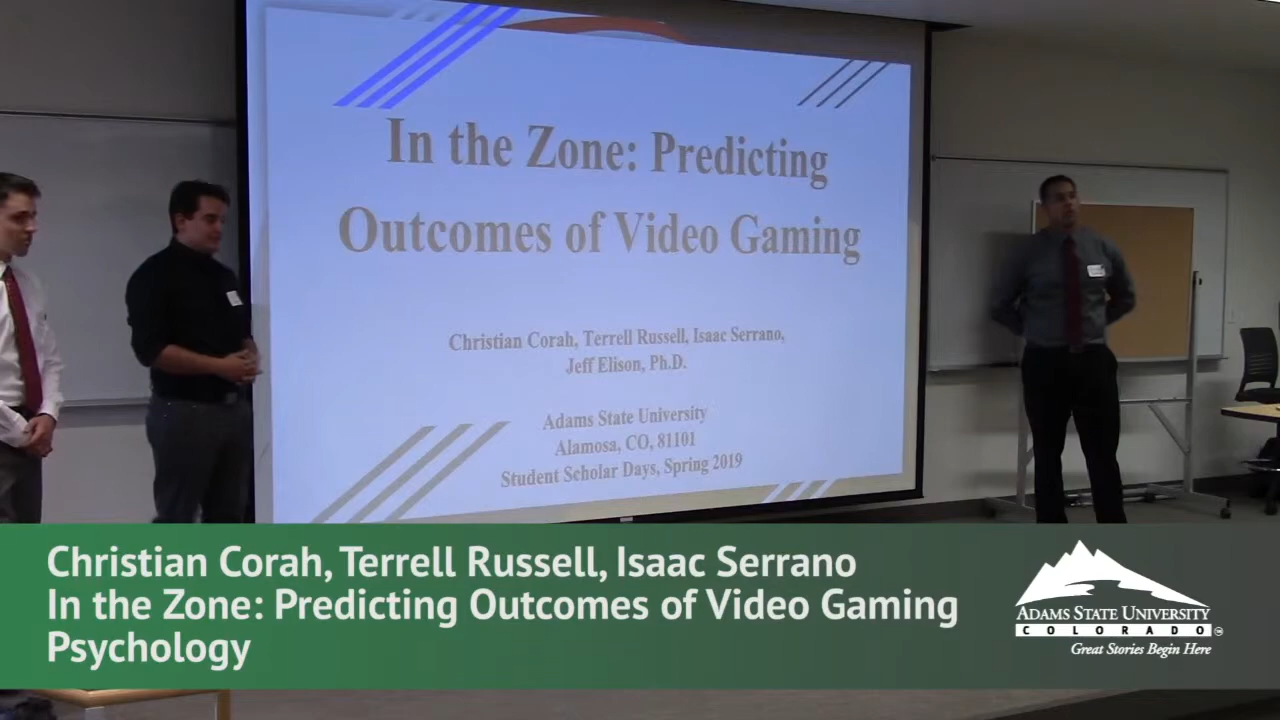 In the Zone: Predicting
Outcomes of Video Gaming
Christian Corah, Terrell Russell, Isaac Serrano,
Jeff Elison, Ph.D.
Adams State University
Alamosa, CO, 81101
Student Scholar Days, Spring 2019
Christian Corah, Terrell Russell, Isaac Serrano
In the Zone: Predicting Outcomes of Video Gaming
Psychology
ADAMS STATE UNIVERSITY
COLORADO
Great Stories Begin Here